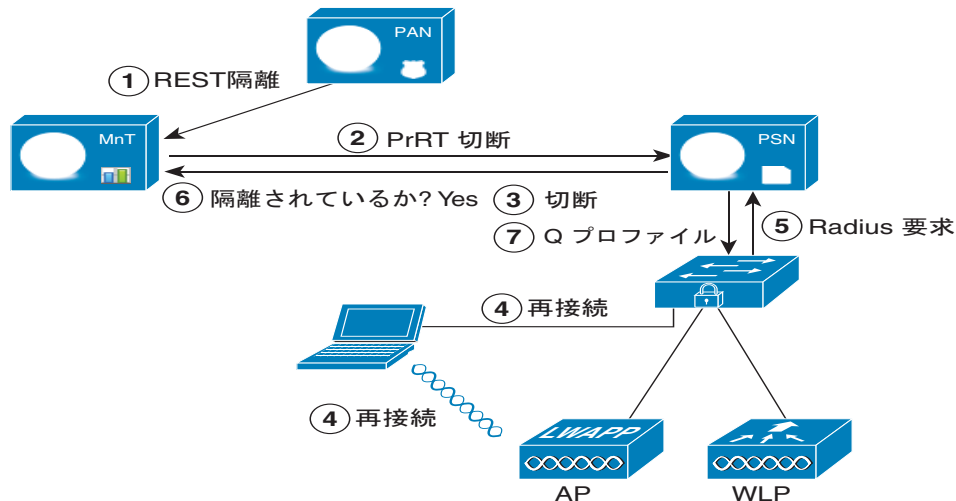 PAN
① REST隔離
MnT
② PrRT 切断
PSN
⑥ 隔離されているか? Yes
③ 切断
⑦ Q プロファイル
⑤ Radius 要求
④ 再接続
④ 再接続
LWAPP
AP
WLP